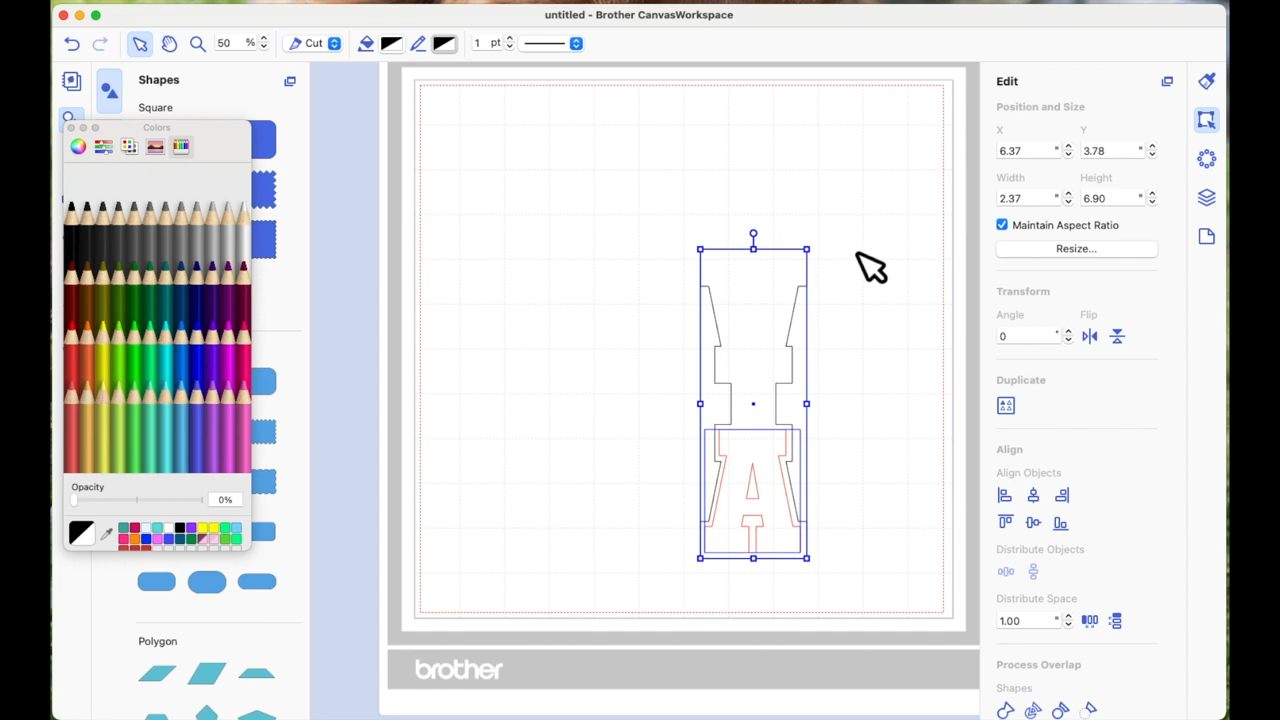 untitled - Brother CanvasWorkspace
50 % Cut 1 pt
Shapes
Square
Colors
Opacity
0%
Polygon
brother
Edit
Position and Size
X Y
6.37 " 3.78 "
Width Height
2.37 " 6.90 "
Maintain Aspect Ratio
Resize...
Transform
Angle Flip
0 °
Duplicate
Align
Align Objects
Distribute Objects
Distribute Space
1.00 "
Process Overlap
Shapes